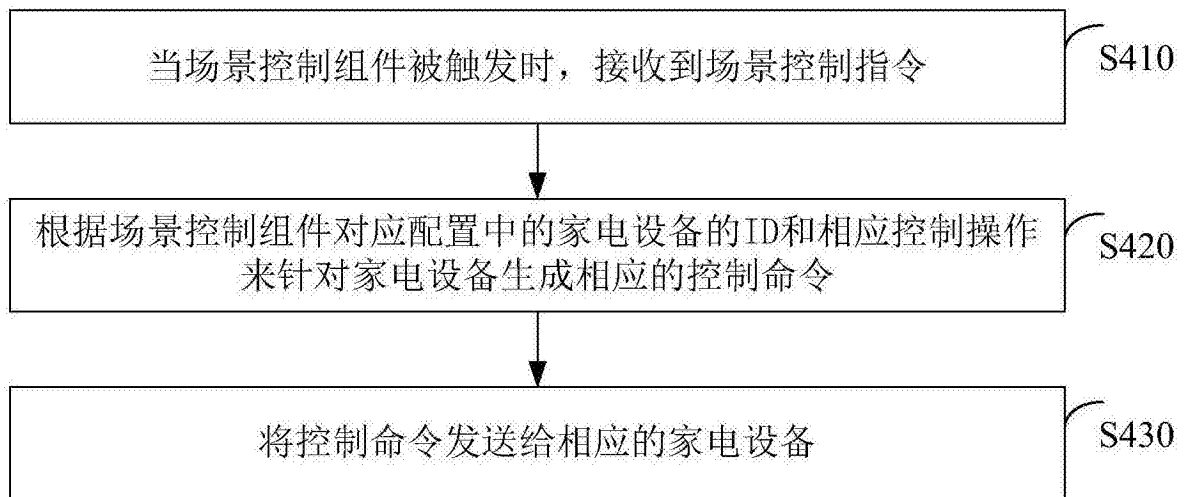 当场景控制组件被触发时，接收到场景控制指令
S410
根据场景控制组件对应配置中的家电设备的ID和相应控制操作
来针对家电设备生成相应的控制命令
S420
将控制命令发送给相应的家电设备
S430